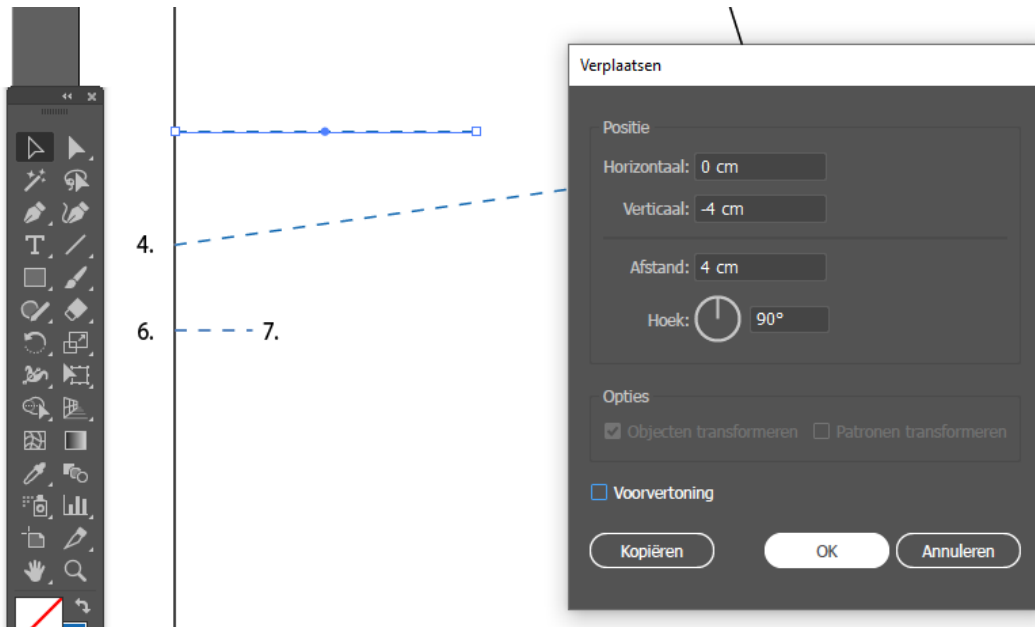 Verplaatsen
Positie
Horizontaal: 0 cm
Verticaal: -4 cm
Afstand: 4 cm
Hoek: 90°
Opties
Objecten transformeren Patronen transformeren
Voorvertoning
Kopiëren OK Annuleren
4.
6. 7.